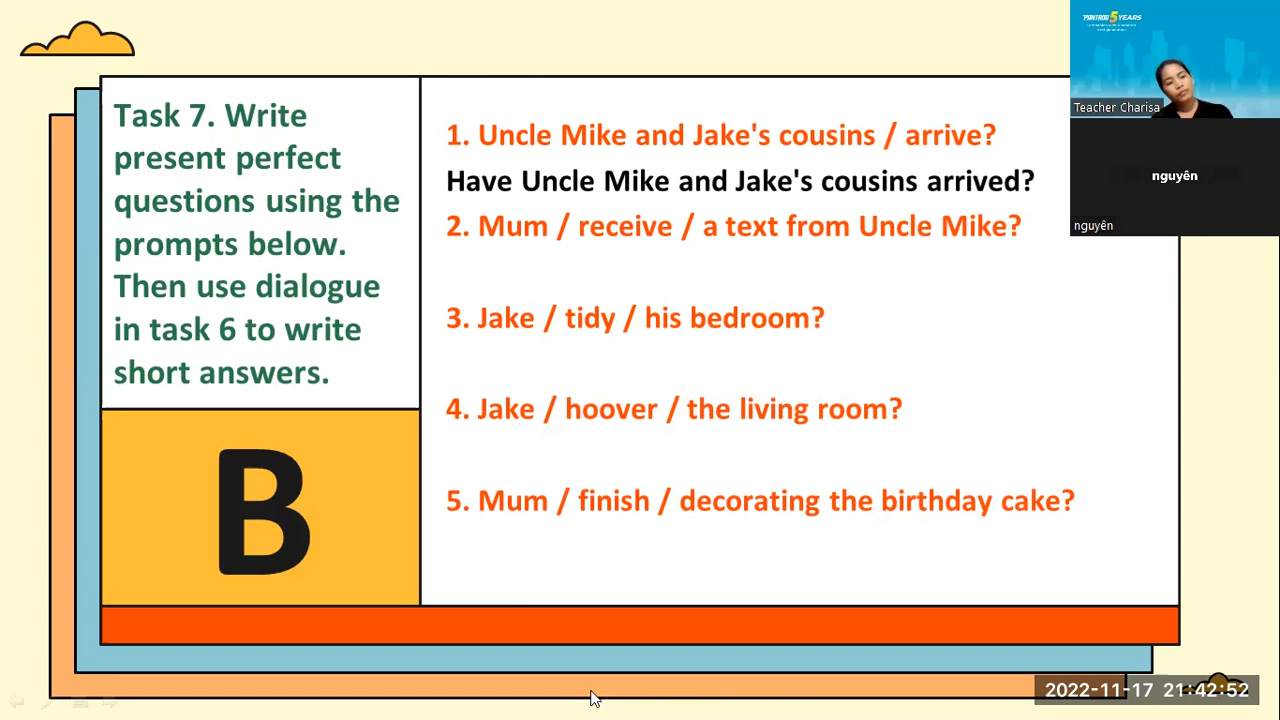 Task 7. Write
present perfect
questions using the
prompts below.
Then use dialogue
in task 6 to write
short answers.
B
1. Uncle Mike and Jake's cousins / arrive?
Have Uncle Mike and Jake's cousins arrived?
2. Mum / receive / a text from Uncle Mike?
3. Jake / tidy / his bedroom?
4. Jake / hoover / the living room?
5. Mum / finish / decorating the birthday cake?
5 YEARS
Teacher Charisa
nguyên
nguyên
2022-11-17 21:42:52